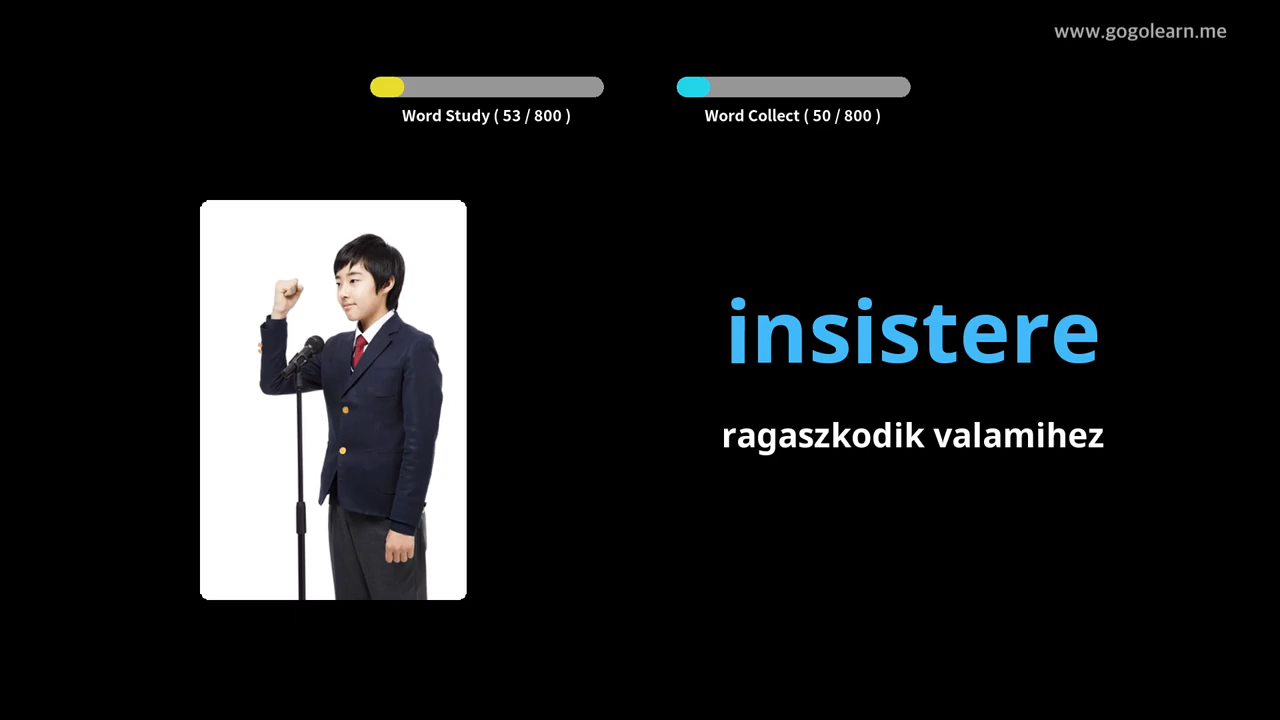 www.gogolearn.me
Word Study ( 53 / 800 )
Word Collect ( 50 / 800 )
insistere
ragaszkodik valamihez